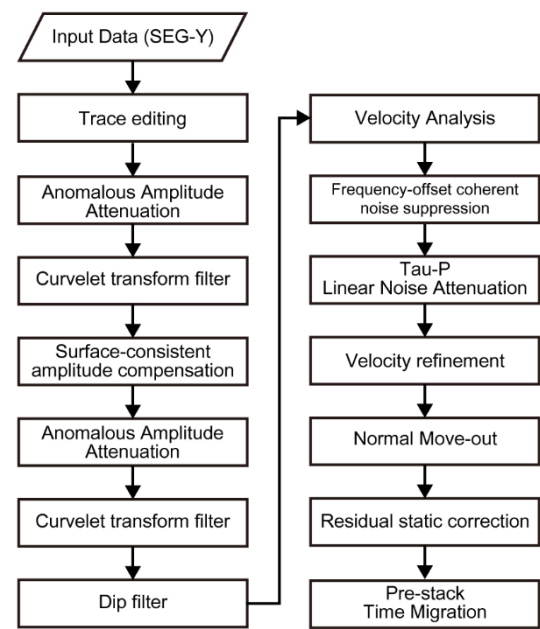 Input Data (SEG-Y)
Trace editing
Anomalous Amplitude
Attenuation
Curvelet transform filter
Surface-consistent
amplitude compensation
Anomalous Amplitude
Attenuation
Curvelet transform filter
Dip filter
Velocity Analysis
Frequency-offset coherent
noise suppression
Tau-P
Linear Noise Attenuation
Velocity refinement
Normal Move-out
Residual static correction
Pre-stack
Time Migration